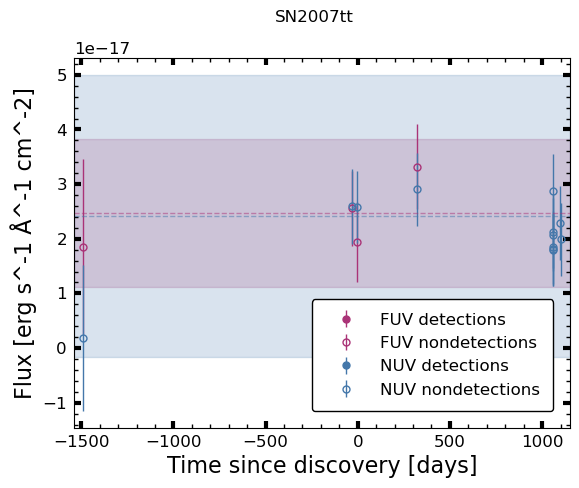 SN2007tt
1e−17
5
4
3
2
1
0
−1
Flux [erg s^-1 Å^-1 cm^-2]
FUV detections
FUV nondetections
NUV detections
NUV nondetections
−1500
−1000
−500
0
500
1000
Time since discovery [days]